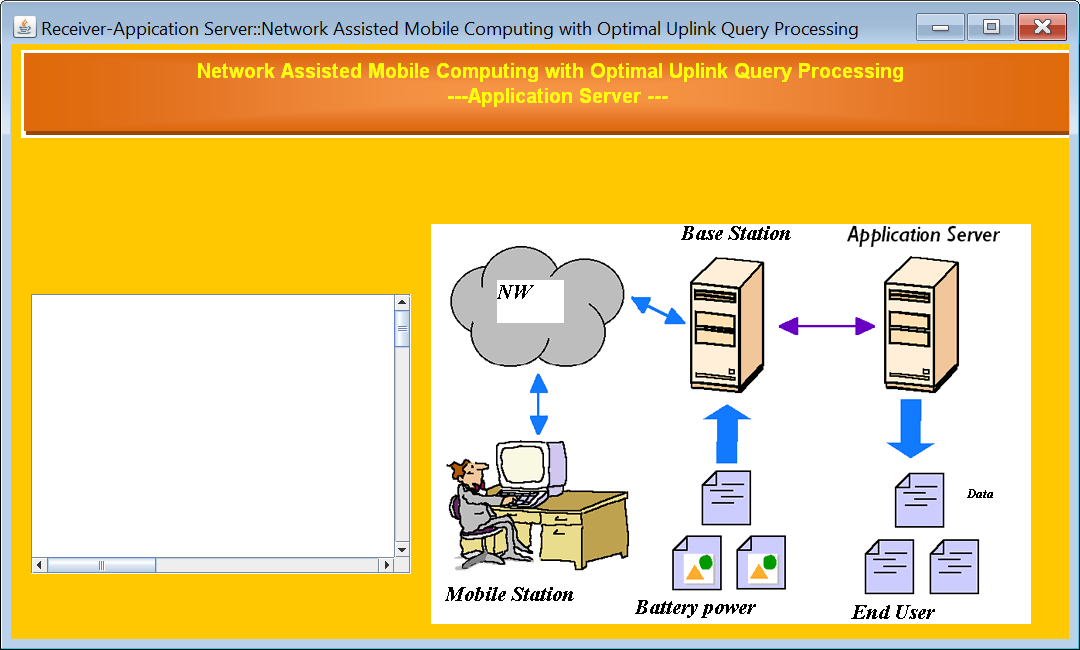 Receiver-Appication Server::Network Assisted Mobile Computing with Optimal Uplink Query Processing
Network Assisted Mobile Computing with Optimal Uplink Query Processing
---Application Server ---
Base Station
Application Server
NW
Data
Mobile Station
Battery power
End User